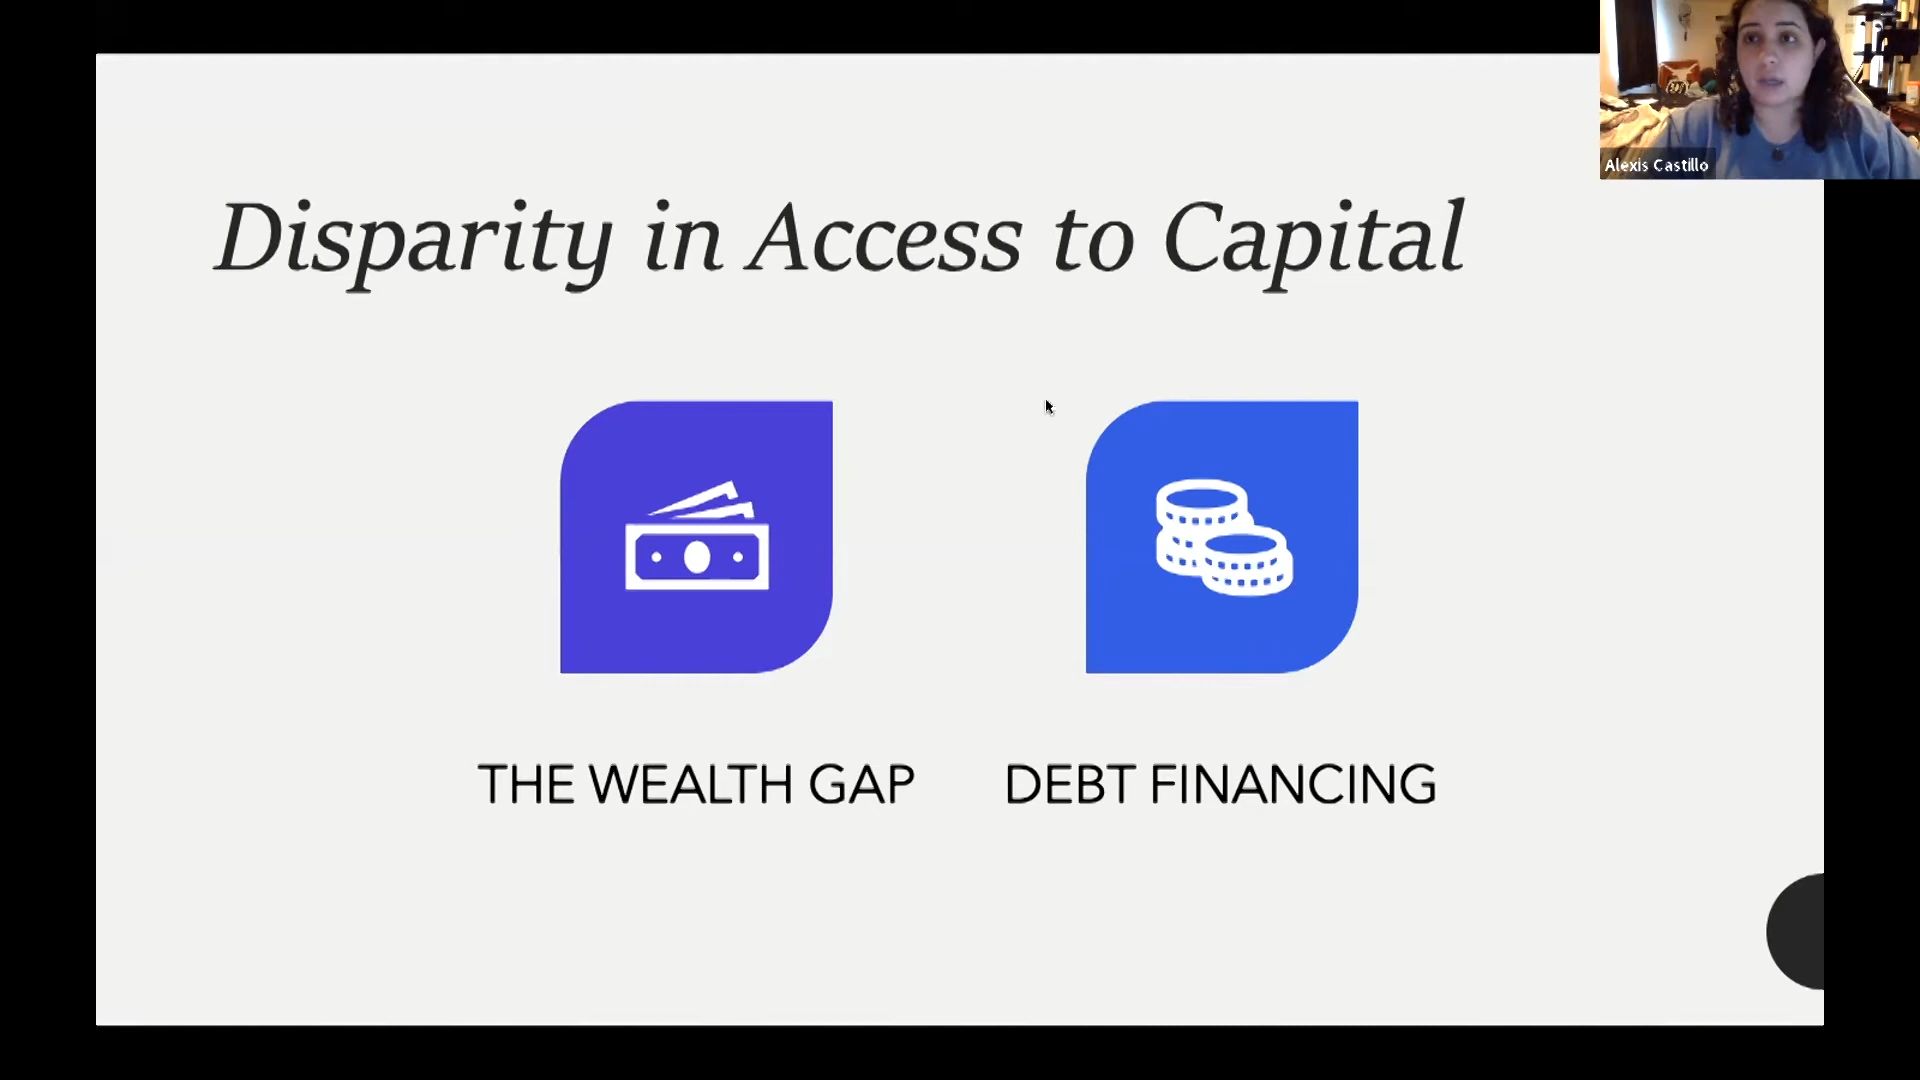 Alexis Castillo
Disparity in Access to Capital
THE WEALTH GAP
DEBT FINANCING